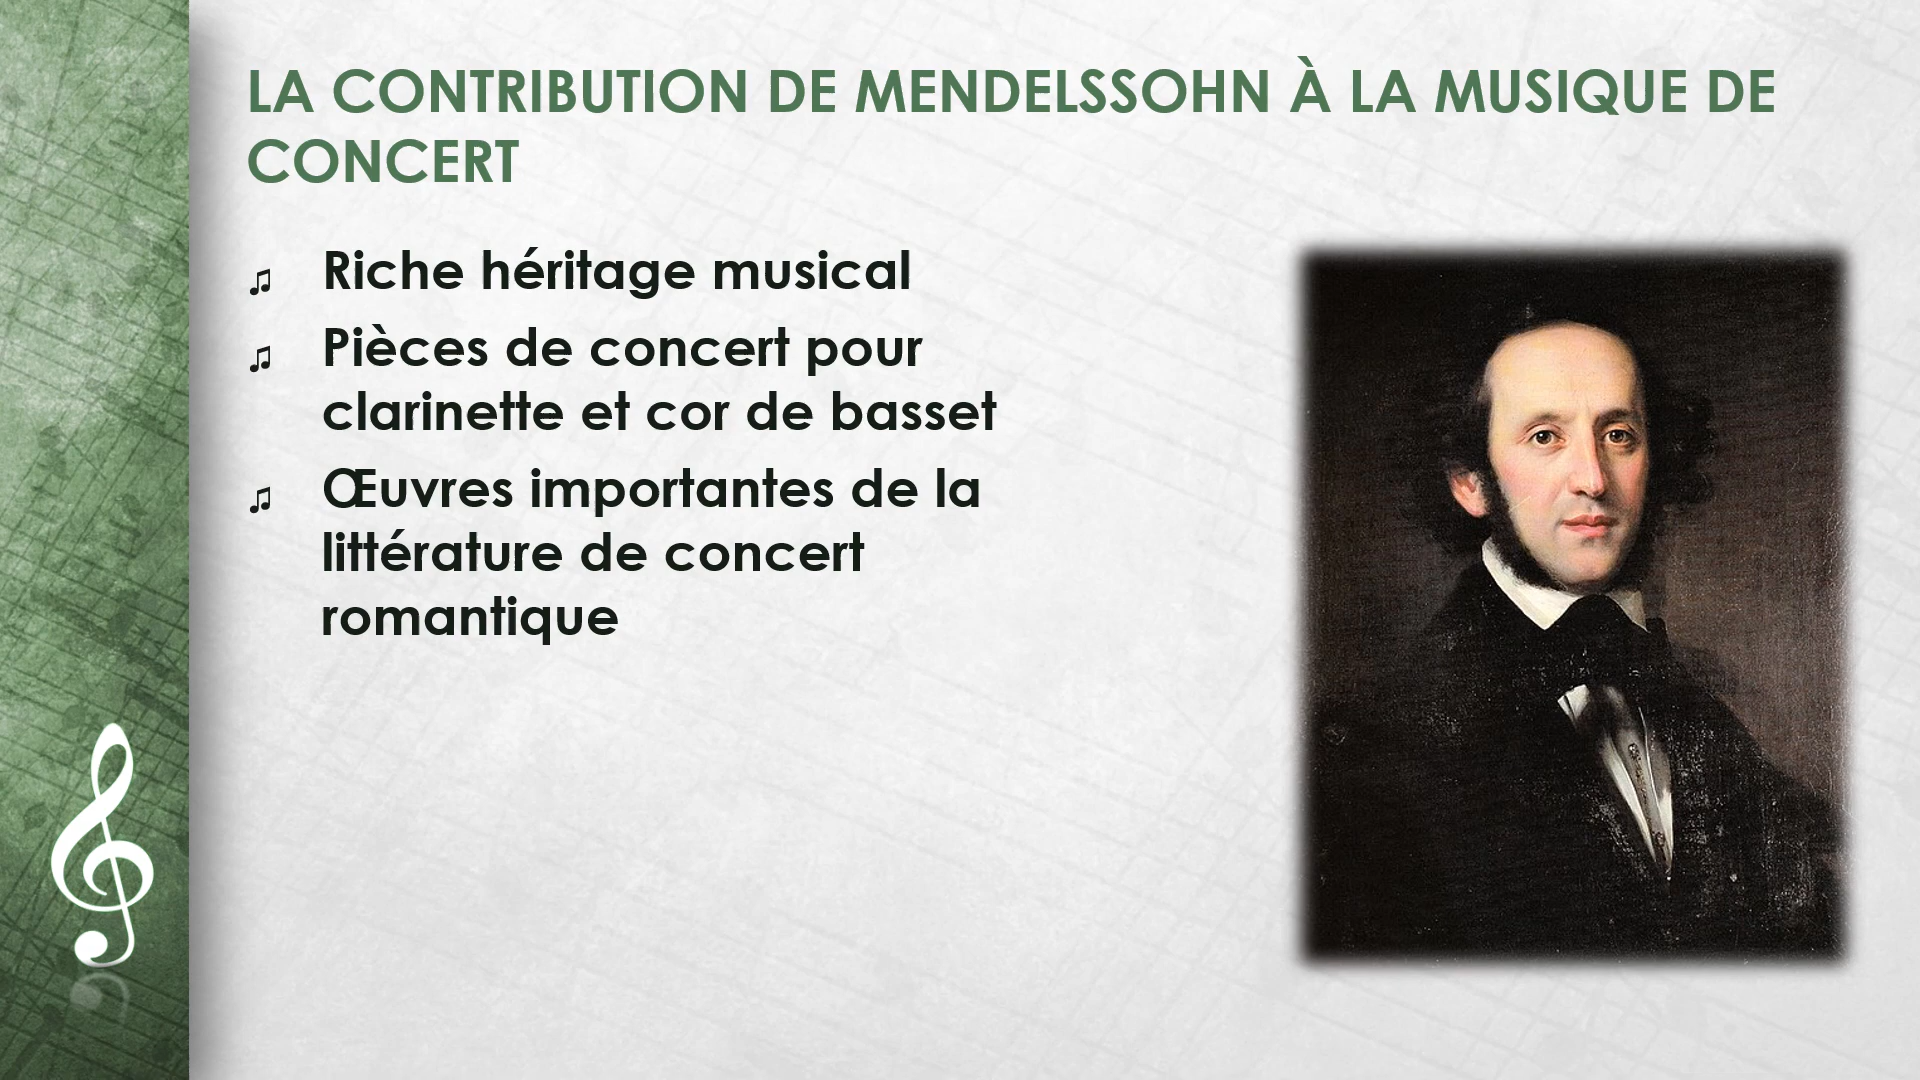 LA CONTRIBUTION DE MENDELSSOHN À LA MUSIQUE DE
CONCERT
♫ Riche héritage musical
♫ Pièces de concert pour
clarinette et cor de basset
♫ Œuvres importantes de la
littérature de concert
romantique